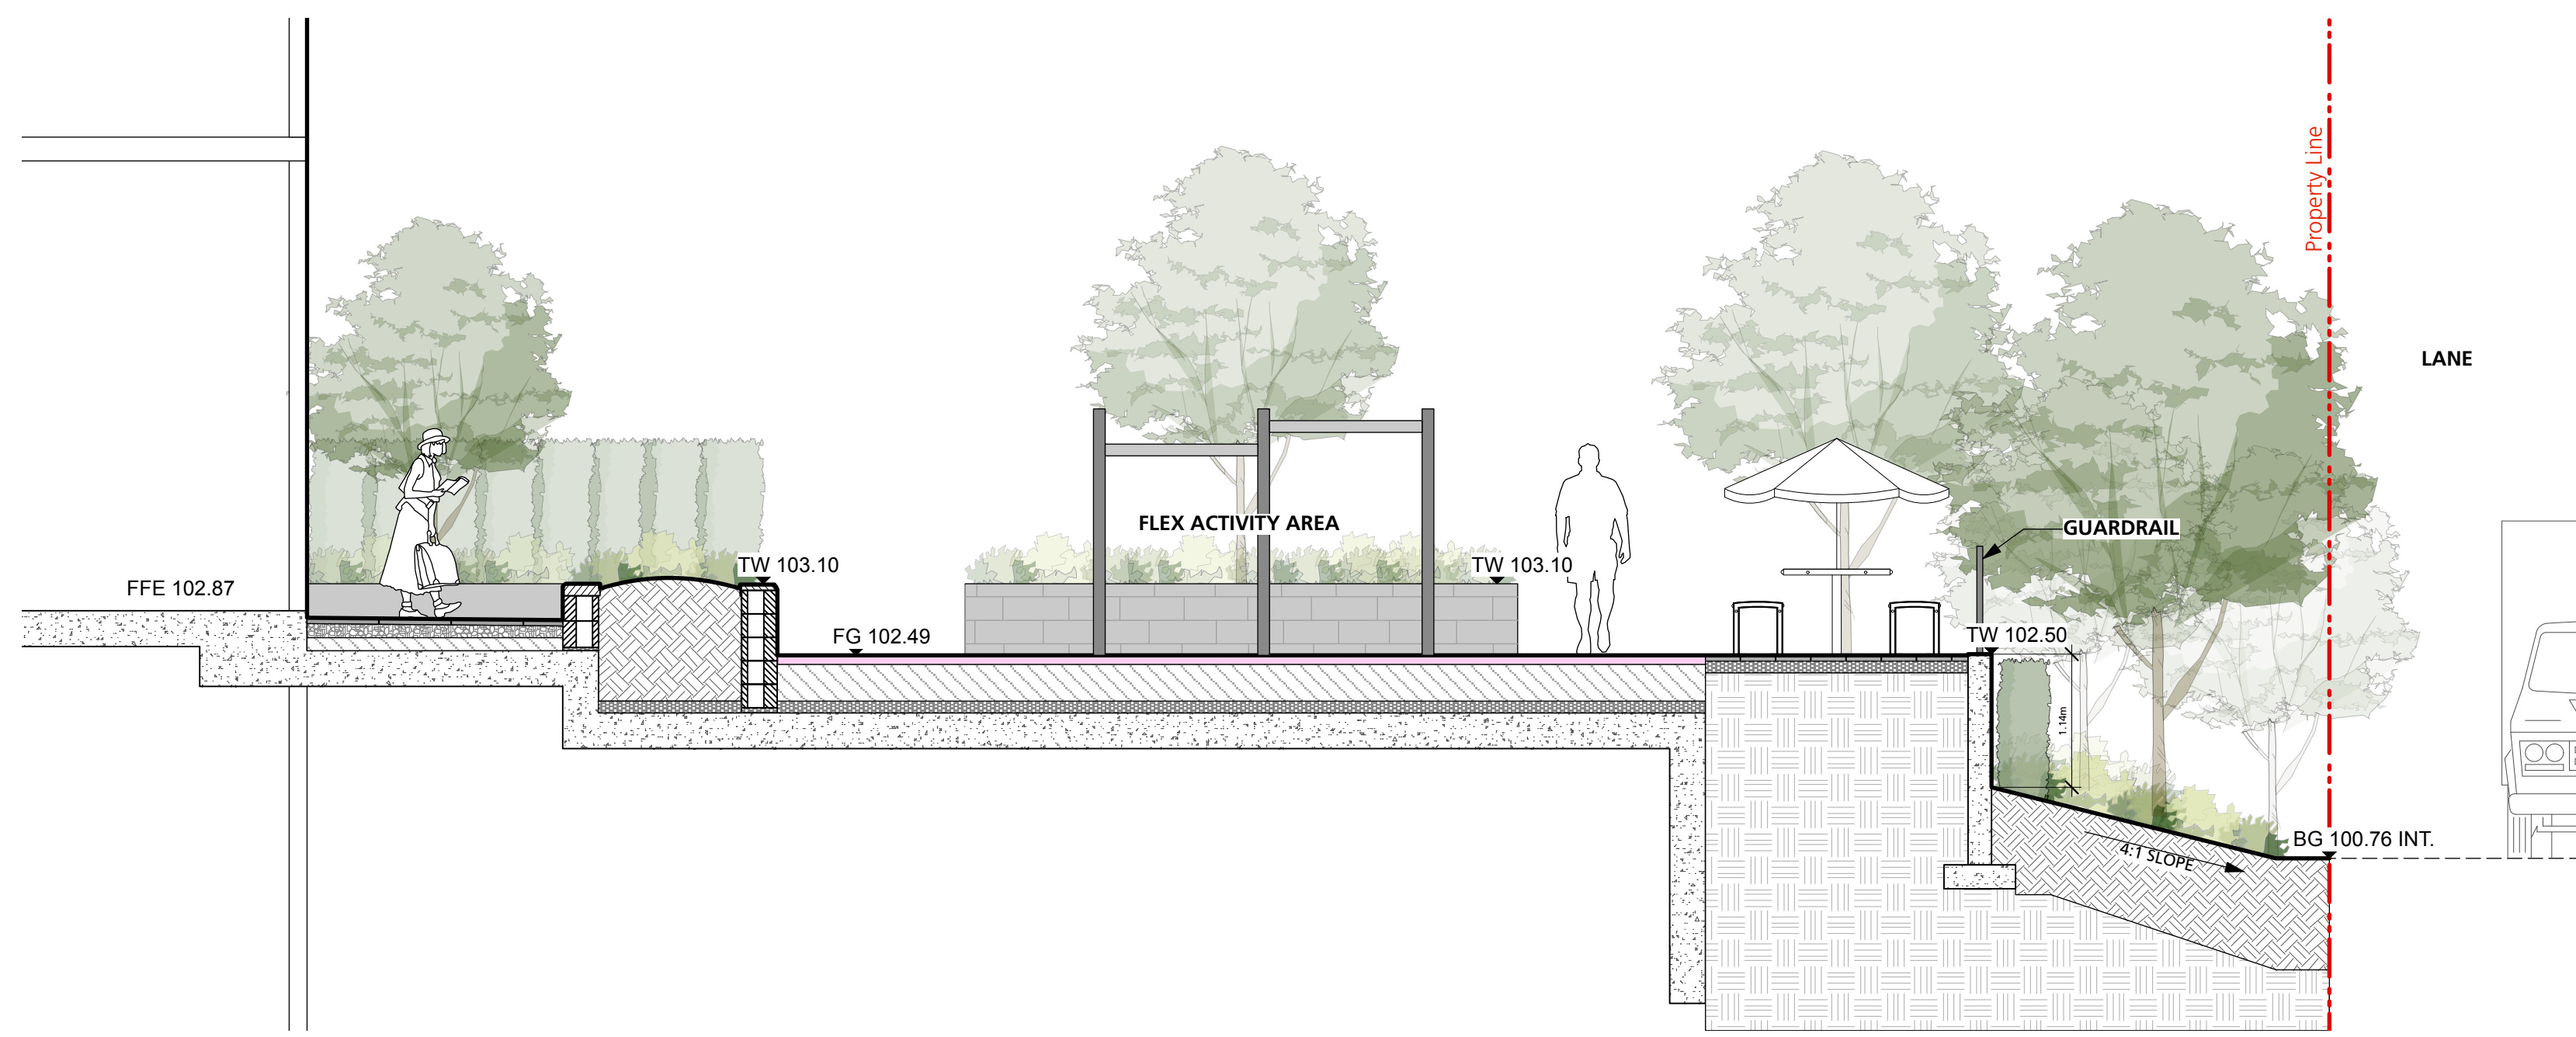 Property Line
LANE
FLEX ACTIVITY AREA
GUARDRAIL
TW 103.10
TW 103.10
FFE 102.87
FG 102.49
TW 102.50
1.14m
BG 100.76 INT.
4:1 SLOPE